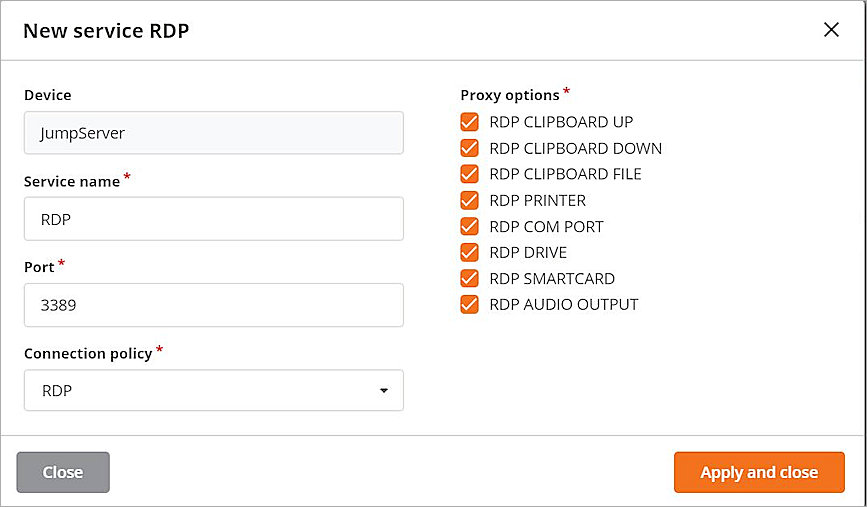 New service RDP
Device
JumpServer
Service name *
RDP
Port *
3389
Connection policy *
RDP
Proxy options *
RDP CLIPBOARD UP
RDP CLIPBOARD DOWN
RDP CLIPBOARD FILE
RDP PRINTER
RDP COM PORT
RDP DRIVE
RDP SMARTCARD
RDP AUDIO OUTPUT
Close
Apply and close